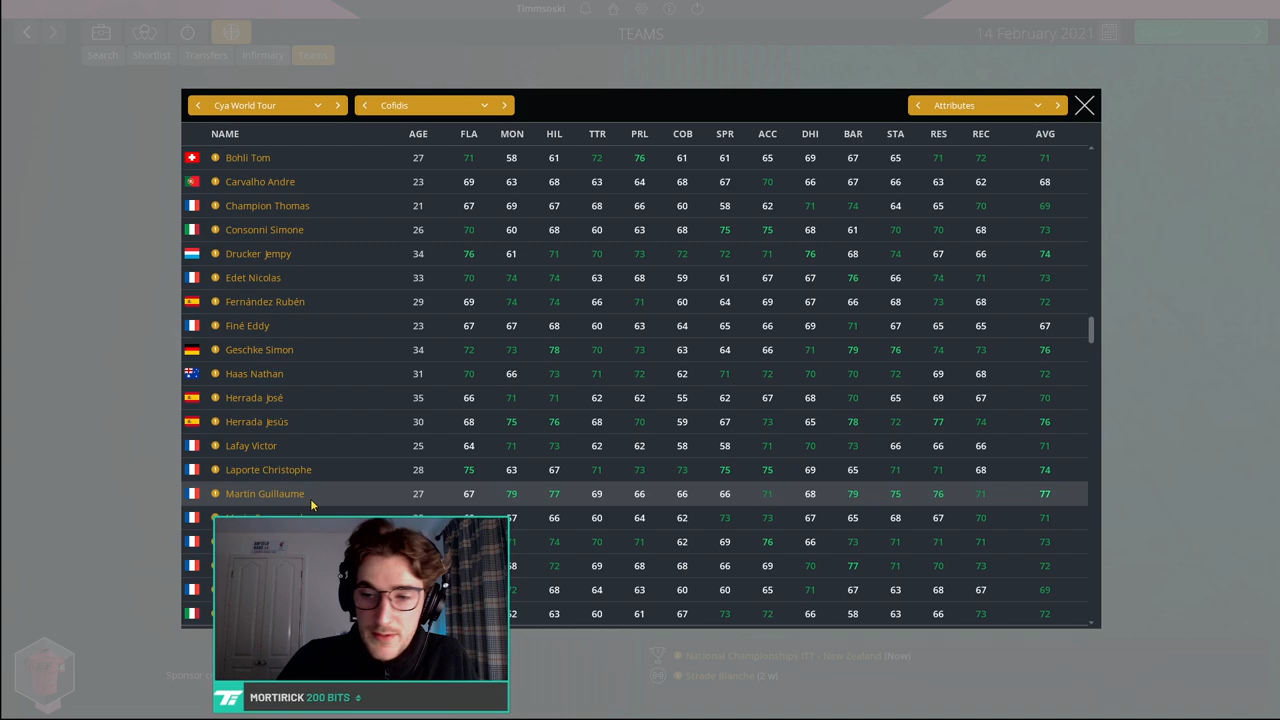 Timmsoski
TEAMS
14 February 2021
Search Shortlist Transfers Infirmary Teams
Cya World Tour Cofidis Attributes
NAME AGE FLA MON HIL TTR PRL COB SPR ACC DHI BAR STA RES REC AVG
Bohli Tom 27 71 58 61 72 76 61 61 65 69 67 65 71 72 71
Carvalho Andre 23 69 63 68 63 64 68 67 70 66 67 66 63 62 68
Champion Thomas 21 67 69 67 68 66 60 58 62 71 74 64 65 70 69
Consonni Simone 26 70 60 68 60 63 68 75 75 68 61 70 70 68 73
Drucker Jempy 34 76 61 71 70 73 72 72 71 76 68 74 67 66 74
Edet Nicolas 33 70 74 74 63 68 59 61 67 67 76 66 74 71 73
Fernández Rubén 29 69 74 74 66 71 60 64 69 67 66 68 73 68 72
Finé Eddy 23 67 67 68 60 63 64 65 66 69 71 67 65 65 67
Geschke Simon 34 72 73 78 70 73 63 64 66 71 79 76 74 73 76
Haas Nathan 31 70 66 73 71 72 62 71 72 70 70 72 69 68 72
Herrada José 35 66 71 71 62 62 55 62 67 68 70 65 69 67 70
Herrada Jesús 30 68 75 76 68 70 59 67 73 65 78 72 77 74 76
Lafay Victor 25 64 71 73 62 62 58 58 71 70 73 66 66 66 71
Laporte Christophe 28 75 63 67 71 73 73 75 75 69 65 71 71 68 74
Martin Guillaume 27 67 79 77 69 66 66 66 71 68 79 75 76 71 77
66 60 64 62 73 73 67 65 68 67 70 71
74 70 71 62 69 76 66 73 71 71 71 73
72 69 68 68 66 69 70 77 71 70 73 72
68 64 63 60 60 65 71 67 63 68 67 69
63 60 61 67 73 72 66 58 63 66 73 72
National Championships ITT - New Zealand (Now)
Strade Blanche (2 w)
Sponsor
MORTIRICK 200 BITS